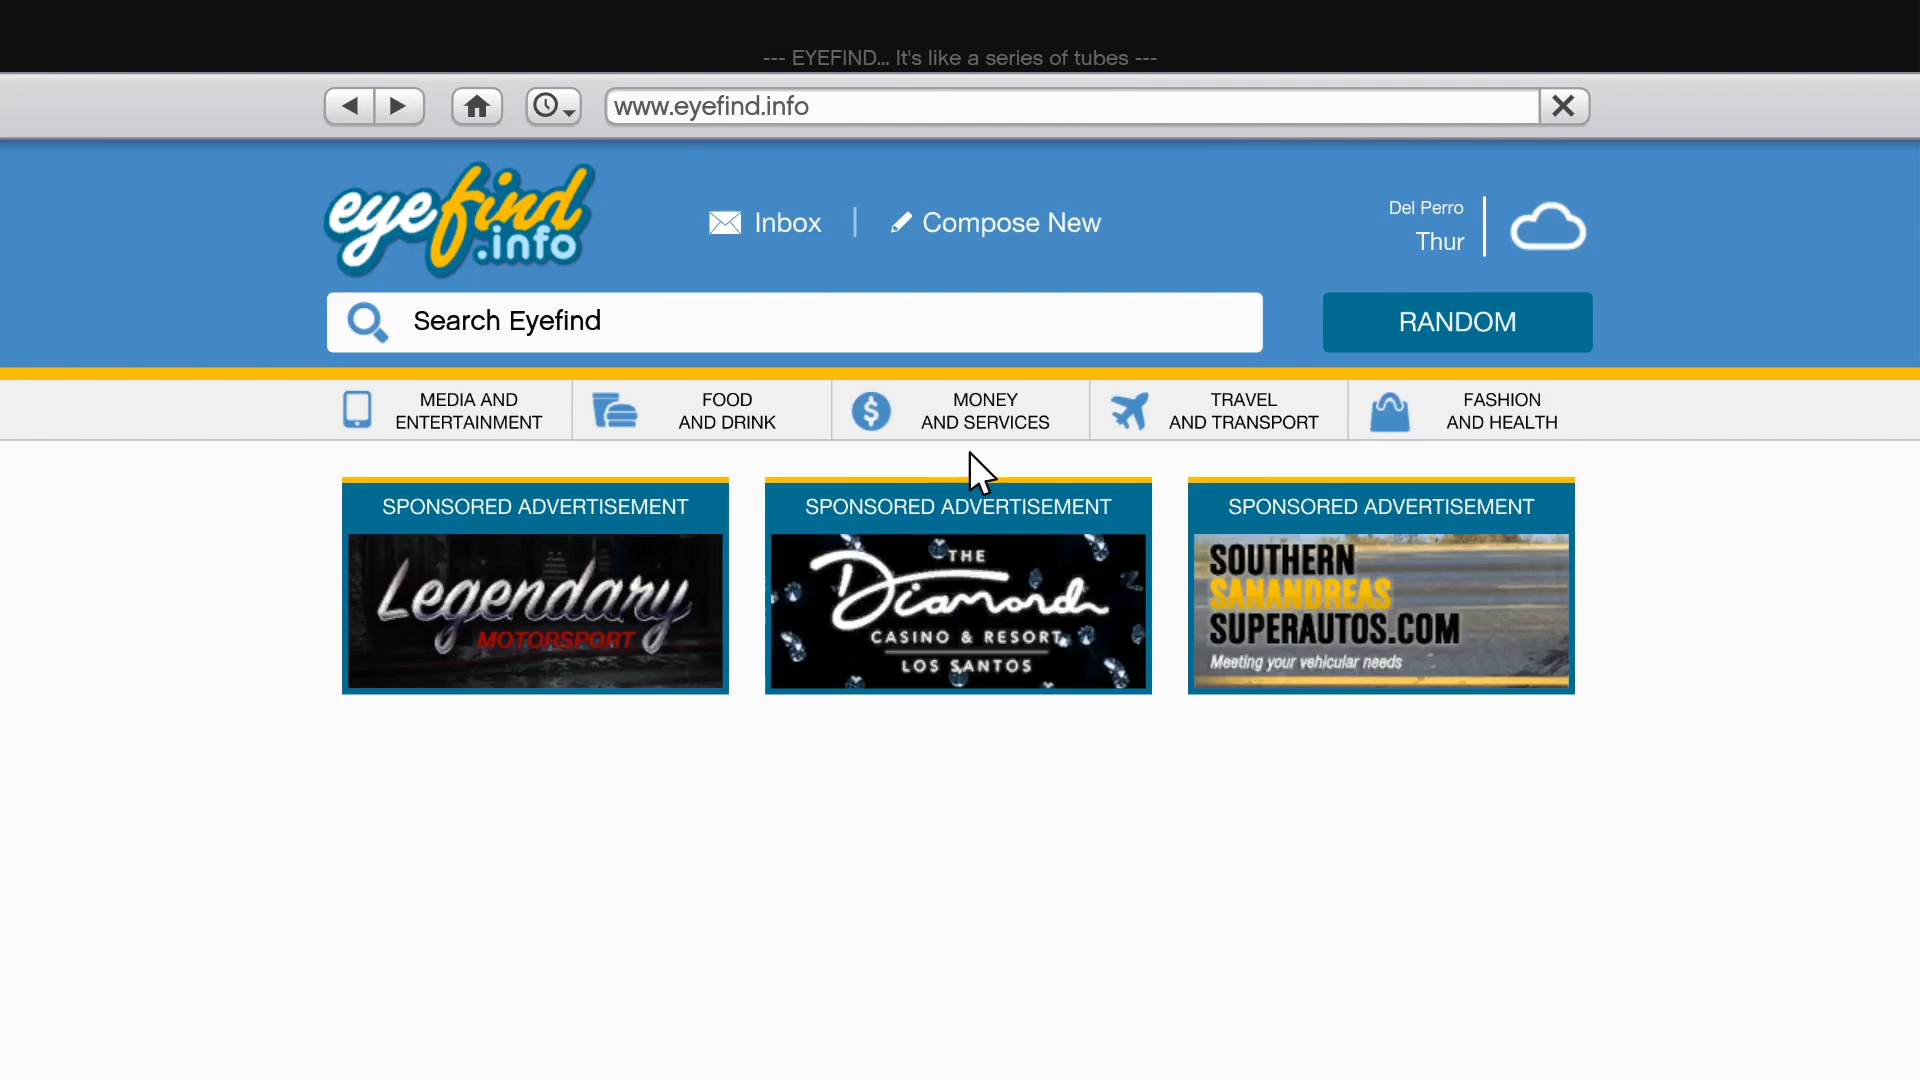 --- EYEFIND... It's like a series of tubes ---
www.eyefind.info
eyefind
.info
Inbox
Compose New
Del Perro
Thur
Search Eyefind
RANDOM
MEDIA AND
ENTERTAINMENT
FOOD
AND DRINK
MONEY
AND SERVICES
TRAVEL
AND TRANSPORT
FASHION
AND HEALTH
SPONSORED ADVERTISEMENT
Legendary
MOTORSPORT
SPONSORED ADVERTISEMENT
THE
Diamond
CASINO & RESORT
LOS SANTOS
SPONSORED ADVERTISEMENT
SOUTHERN
SANANDREAS
SUPERAUTOS.COM
Meeting your vehicular needs